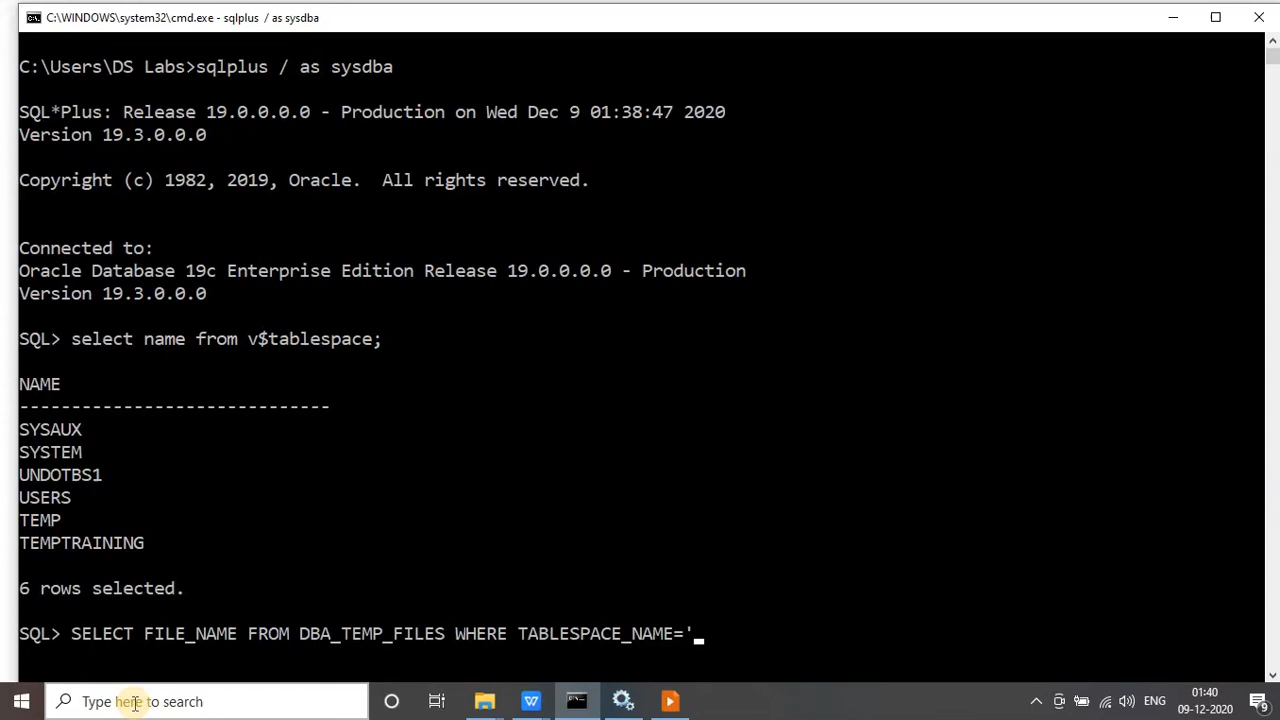 C:\WINDOWS\system32\cmd.exe - sqlplus / as sysdba
C:\Users\DS Labs>sqlplus / as sysdba
SQL*Plus: Release 19.0.0.0.0 - Production on Wed Dec 9 01:38:47 2020
Version 19.3.0.0.0
Copyright (c) 1982, 2019, Oracle.  All rights reserved.
Connected to:
Oracle Database 19c Enterprise Edition Release 19.0.0.0.0 - Production
Version 19.3.0.0.0
SQL> select name from v$tablespace;
NAME
------------------------------
SYSAUX
SYSTEM
UNDOTBS1
USERS
TEMP
TEMPTRAINING
6 rows selected.
SQL> SELECT FILE_NAME FROM DBA_TEMP_FILES WHERE TABLESPACE_NAME='_
Type here to search
ENG
01:40
09-12-2020
9